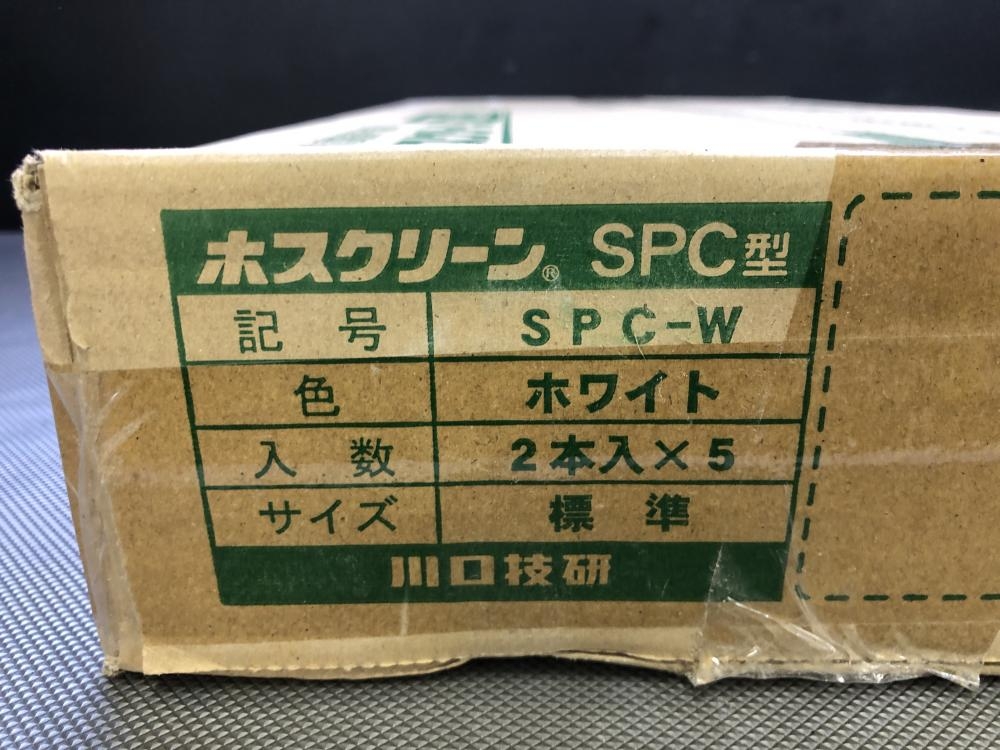 ホスクリーン® SPC型
記号 SPC-W
色 ホワイト
入数 2本入×5
サイズ 標準
川口技研